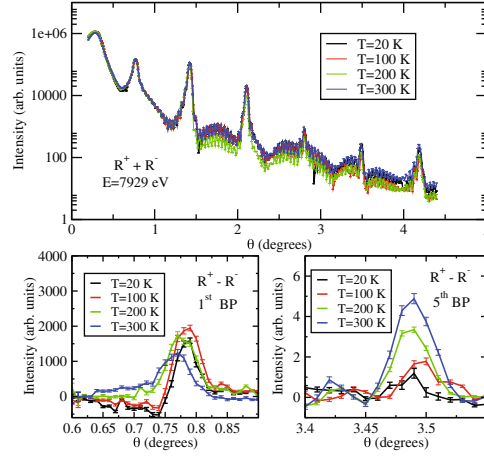 Intensity (arb. units)
1e+06
10000
100
1
T=20 K
T=100 K
T=200 K
T=300 K
R+ + R-
E=7929 eV
0 1 2 3 4
θ (degrees)
Intensity (arb. units)
4000
3000
2000
1000
0
T=20 K
T=100 K
T=200 K
T=300 K
R+ - R-
1st BP
0.6 0.65 0.7 0.75 0.8 0.85
θ (degrees)
Intensity (arb. units)
6
4
2
0
T=20 K
T=100 K
T=200 K
T=300 K
R+ - R-
5th BP
3.4 3.45 3.5
θ (degrees)